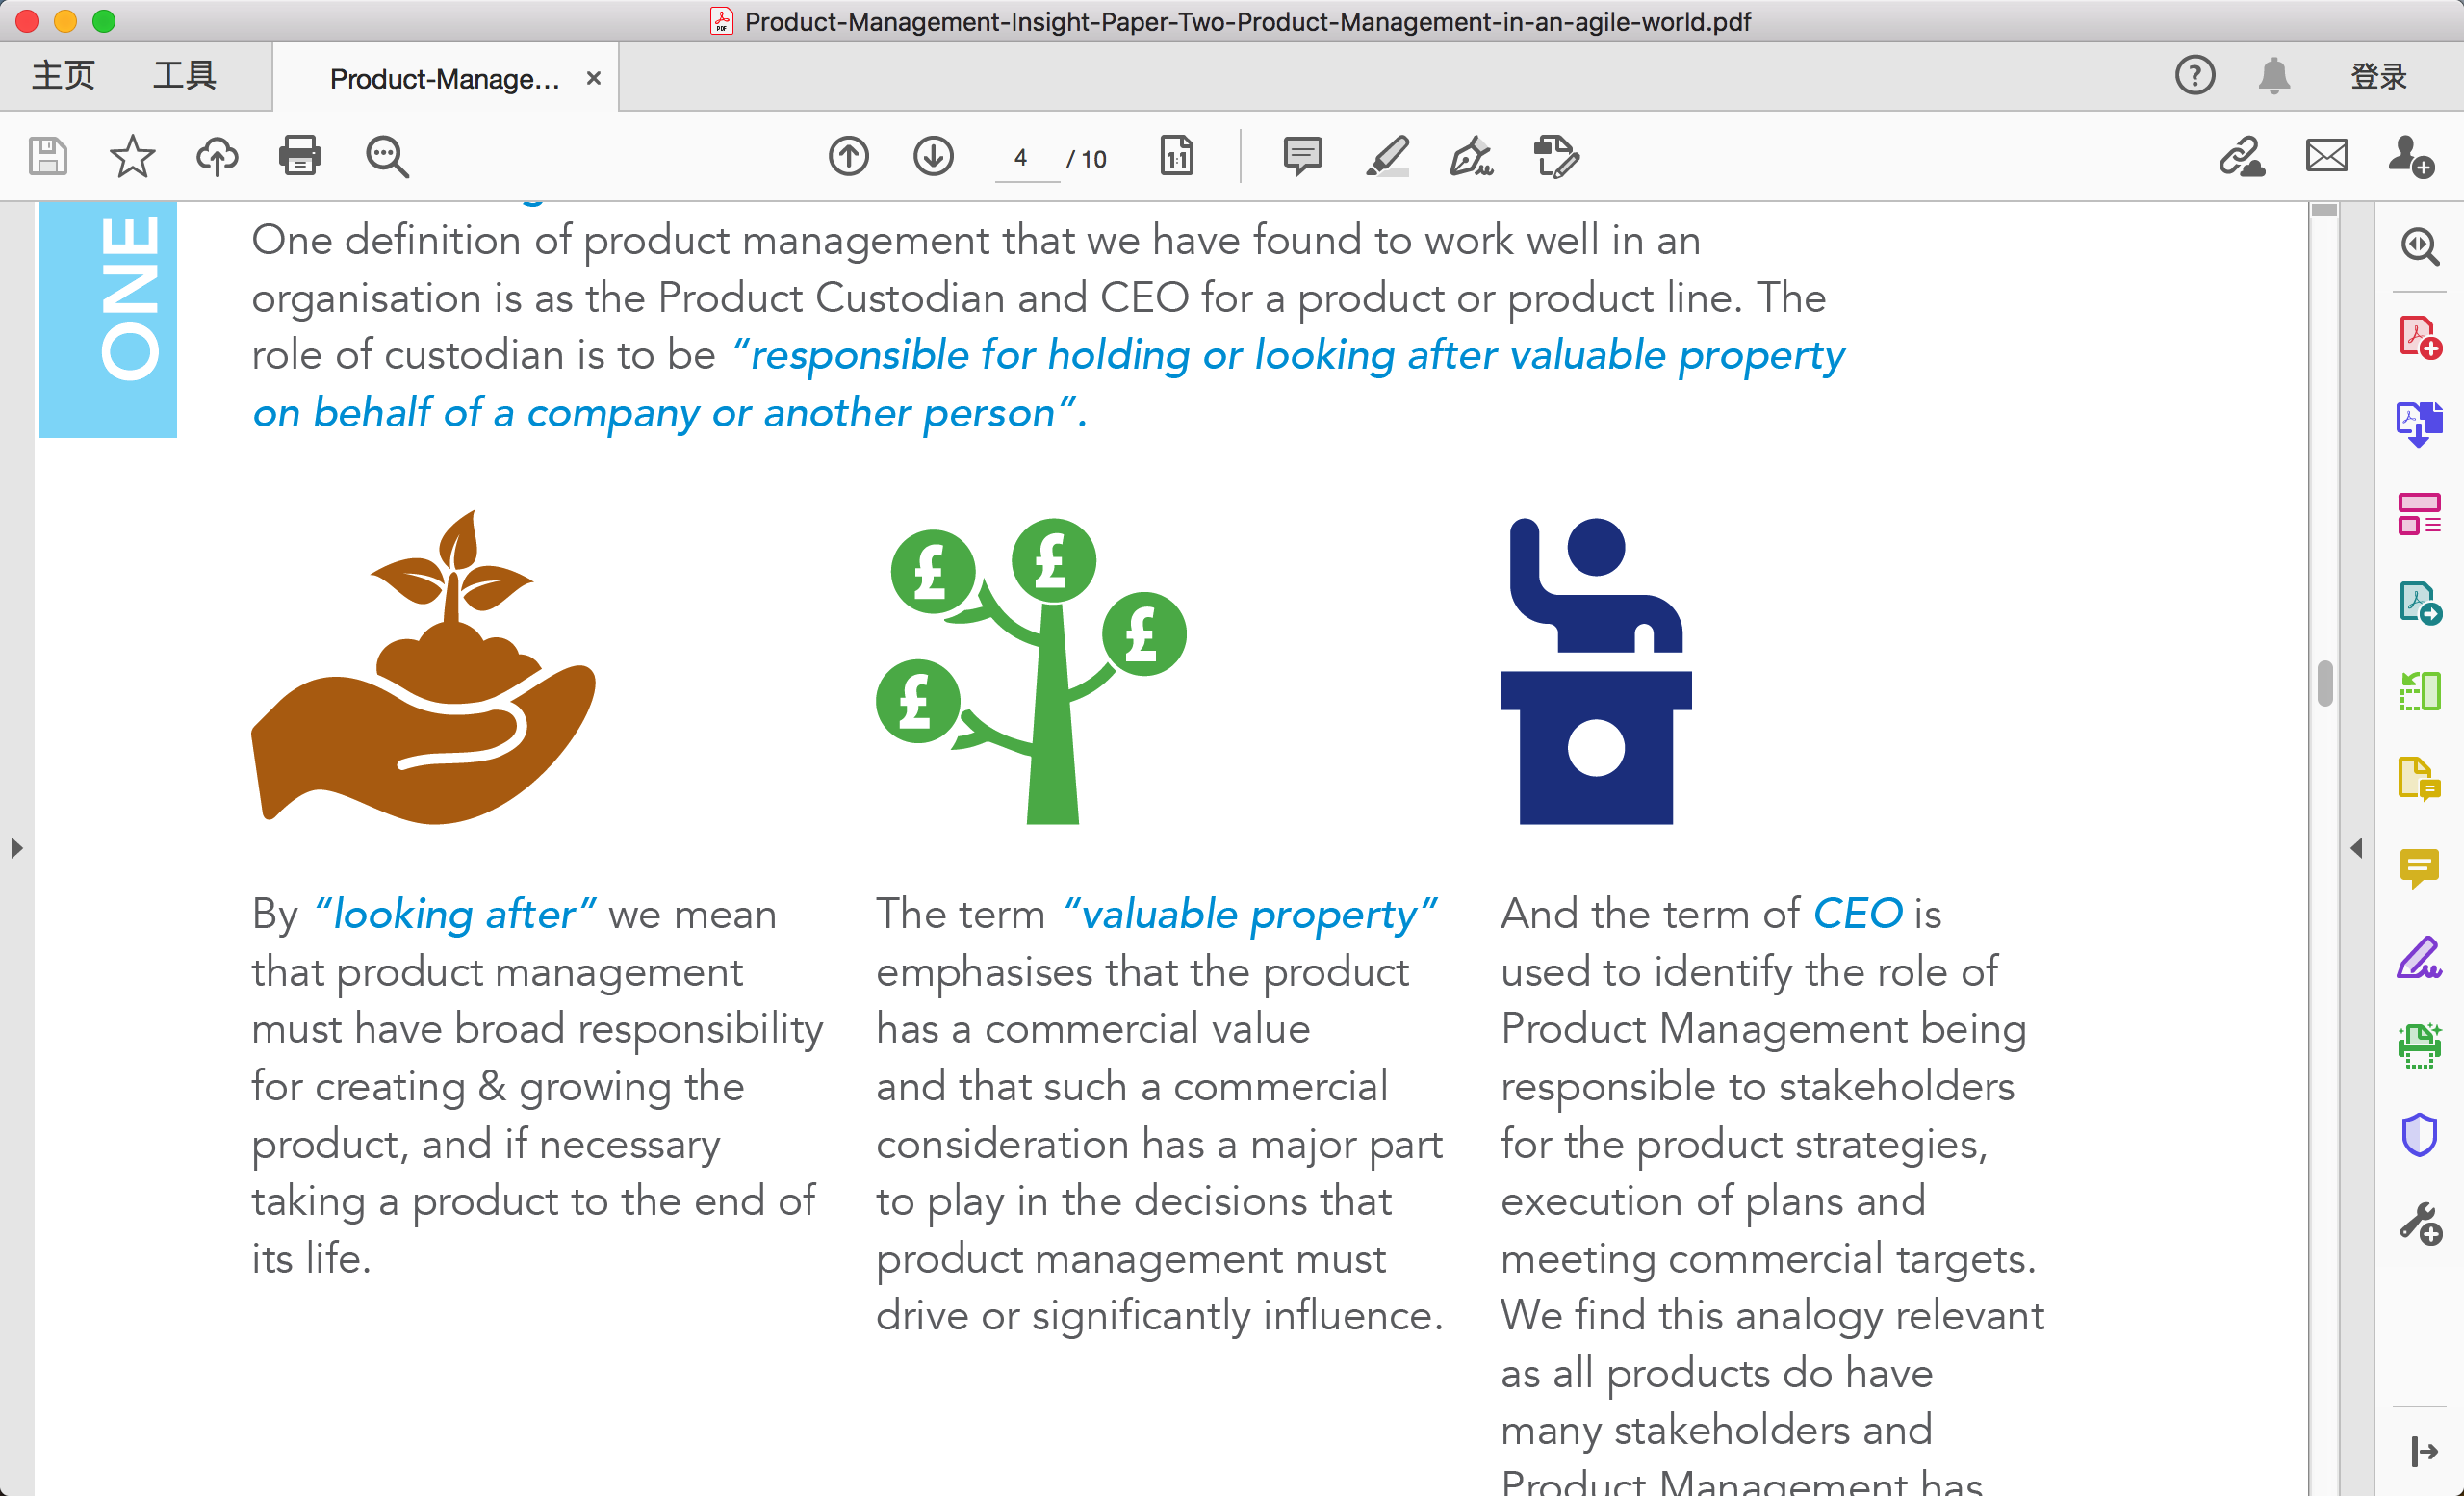 Product-Management-Insight-Paper-Two-Product-Management-in-an-agile-world.pdf
主页 工具 Product-Manage... × 登录
4 / 10
ONE
One definition of product management that we have found to work well in an
organisation is as the Product Custodian and CEO for a product or product line. The
role of custodian is to be “responsible for holding or looking after valuable property
on behalf of a company or another person”.
£ £ £ £
By “looking after” we mean
that product management
must have broad responsibility
for creating & growing the
product, and if necessary
taking a product to the end of
its life.
The term “valuable property”
emphasises that the product
has a commercial value
and that such a commercial
consideration has a major part
to play in the decisions that
product management must
drive or significantly influence.
And the term of CEO is
used to identify the role of
Product Management being
responsible to stakeholders
for the product strategies,
execution of plans and
meeting commercial targets.
We find this analogy relevant
as all products do have
many stakeholders and
Product Management has